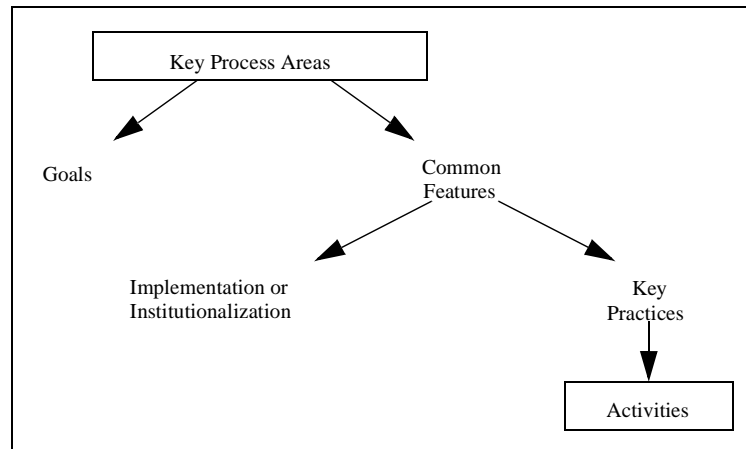 Key Process Areas
Goals
Common
Features
Implementation or
Institutionalization
Key
Practices
Activities